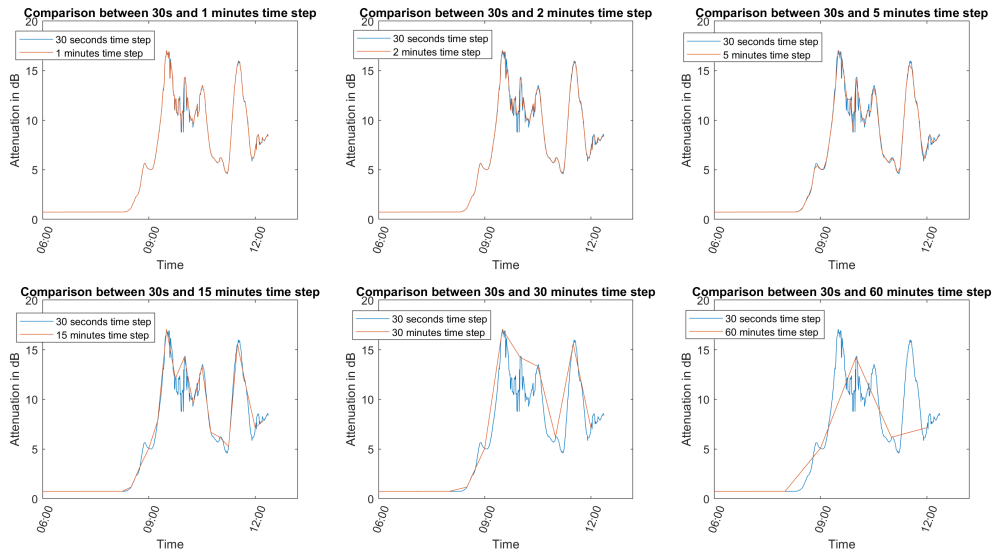 Comparison between 30s and 1 minutes time step
20
15
10
5
0
Attenuation in dB
30 seconds time step
1 minutes time step
06:00
09:00
12:00
Time
Comparison between 30s and 2 minutes time step
20
15
10
5
0
Attenuation in dB
30 seconds time step
2 minutes time step
06:00
09:00
12:00
Time
Comparison between 30s and 5 minutes time step
20
15
10
5
0
Attenuation in dB
30 seconds time step
5 minutes time step
06:00
09:00
12:00
Time
Comparison between 30s and 15 minutes time step
20
15
10
5
0
Attenuation in dB
30 seconds time step
15 minutes time step
06:00
09:00
12:00
Time
Comparison between 30s and 30 minutes time step
20
15
10
5
0
Attenuation in dB
30 seconds time step
30 minutes time step
06:00
09:00
12:00
Time
Comparison between 30s and 60 minutes time step
20
15
10
5
0
Attenuation in dB
30 seconds time step
60 minutes time step
06:00
09:00
12:00
Time